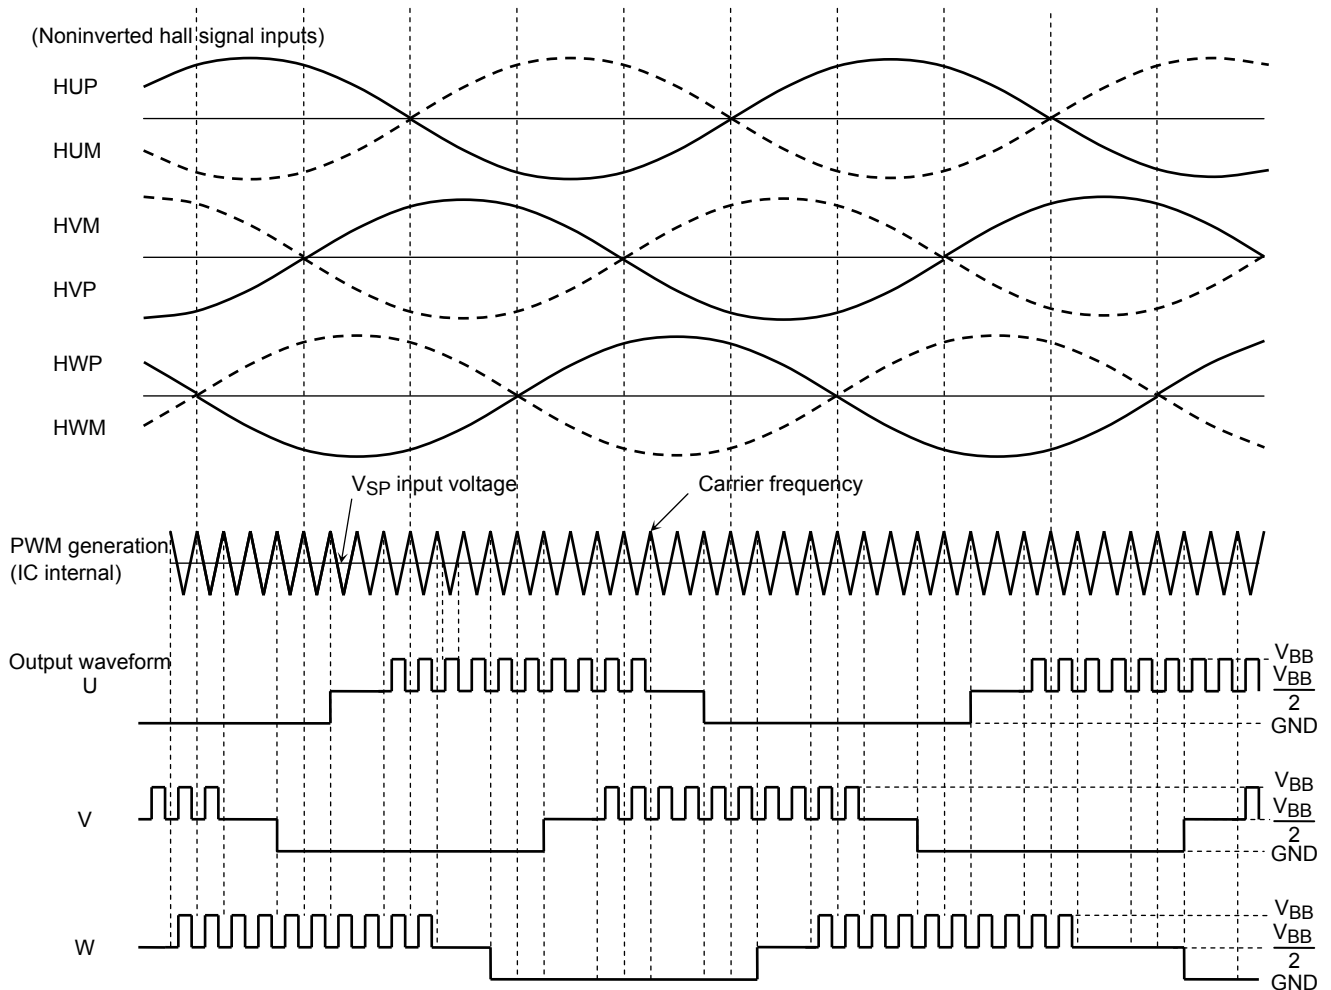 (Noninverted hall signal inputs)
HUP
HUM
HVM
HVP
HWP
HWM
VSP input voltage
Carrier frequency
PWM generation
(IC internal)
Output waveform
U
VBB
VBB
2
GND
V
VBB
VBB
2
GND
W
VBB
VBB
2
GND